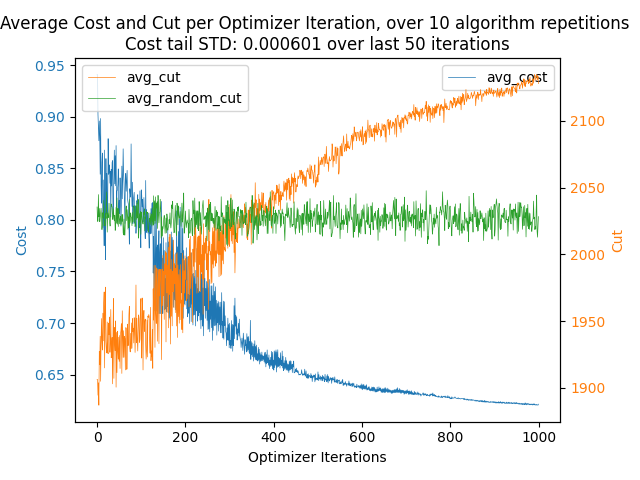 Average Cost and Cut per Optimizer Iteration, over 10 algorithm repetitions
Cost tail STD: 0.000601 over last 50 iterations
avg_cut
avg_random_cut
avg_cost
0.95
0.90
0.85
0.80
0.75
0.70
0.65
Cost
2100
2050
2000
1950
1900
Cut
0 200 400 600 800 1000
Optimizer Iterations